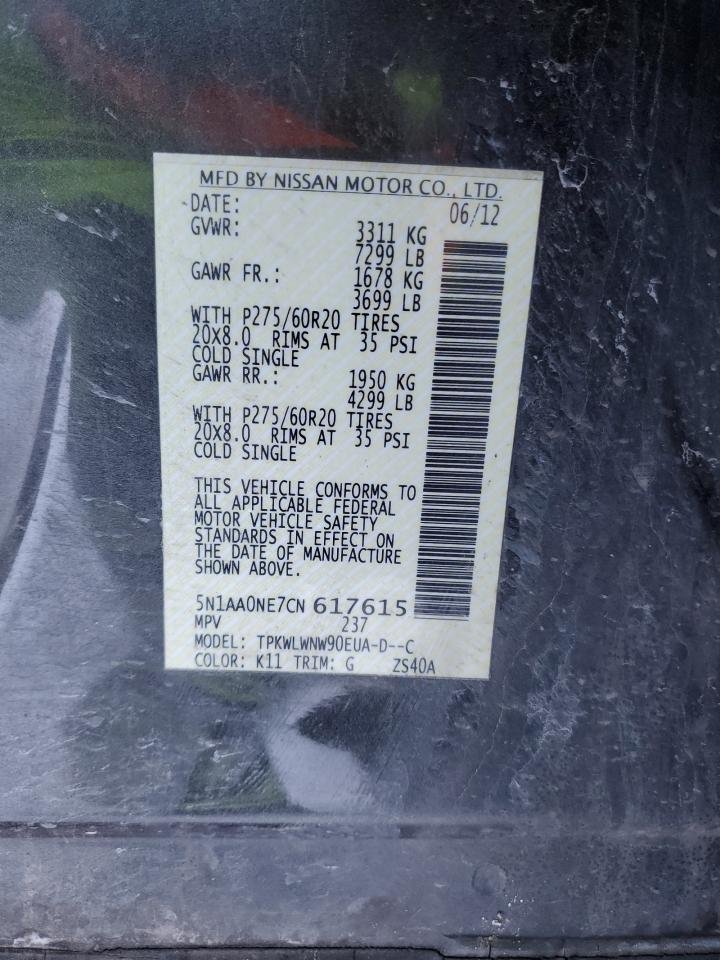 MFD BY NISSAN MOTOR CO., LTD.
DATE: 06/12
GVWR: 3311 KG
7299 LB
GAWR FR.: 1678 KG
3699 LB
WITH P275/60R20 TIRES
20X8.0 RIMS AT 35 PSI
COLD SINGLE
GAWR RR.: 1950 KG
4299 LB
WITH P275/60R20 TIRES
20X8.0 RIMS AT 35 PSI
COLD SINGLE
THIS VEHICLE CONFORMS TO
ALL APPLICABLE FEDERAL
MOTOR VEHICLE SAFETY
STANDARDS IN EFFECT ON
THE DATE OF MANUFACTURE
SHOWN ABOVE.
5N1AA0NE7CN 617615
MPV 237
MODEL: TPKWLWNW90EUA-D--C
COLOR: K11 TRIM: G ZS40A